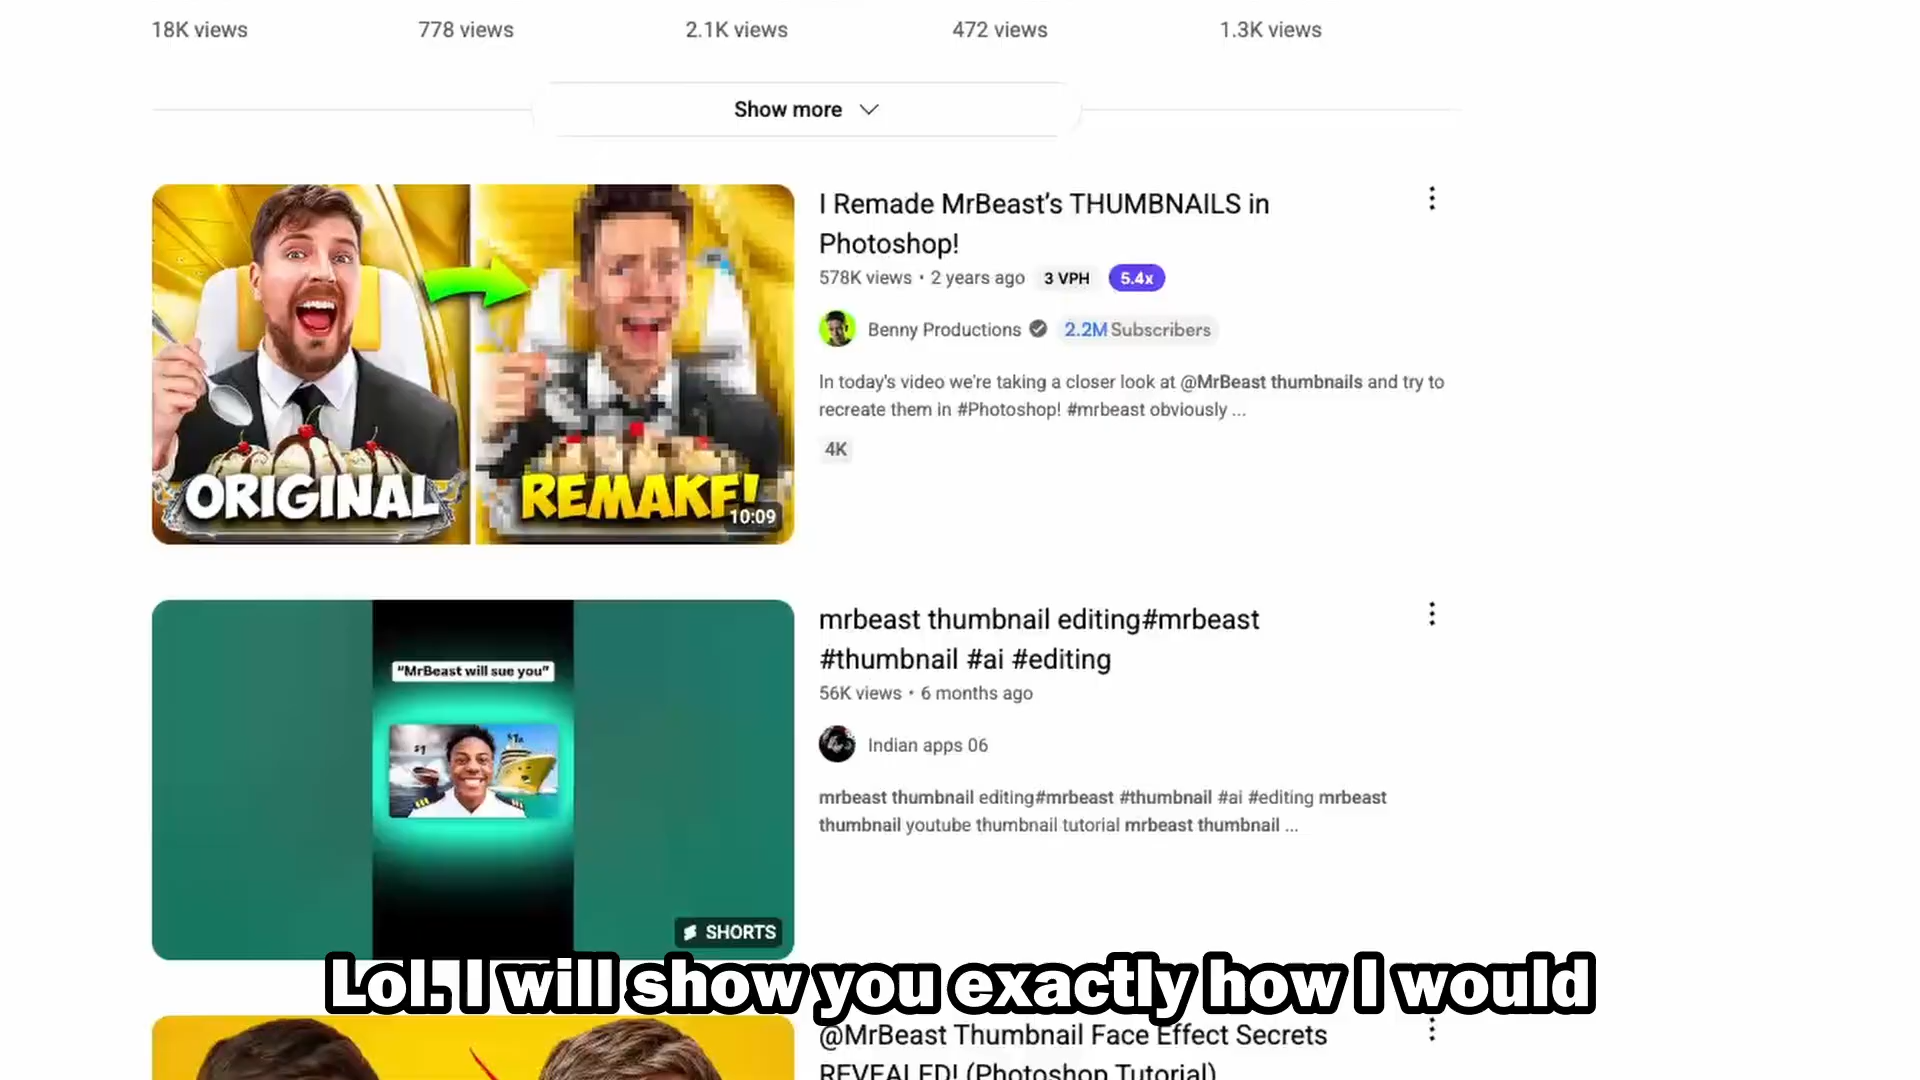 18K views
778 views
2.1K views
472 views
1.3K views
Show more
ORIGINAL
REMAKE!
10:09
I Remade MrBeast's THUMBNAILS in
Photoshop!
578K views • 2 years ago 3 VPH 5.4x
Benny Productions 2.2M Subscribers
In today's video we're taking a closer look at @MrBeast thumbnails and try to
recreate them in #Photoshop! #mrbeast obviously ...
4K
"MrBeast will sue you"
$1
SHORTS
mrbeast thumbnail editing#mrbeast
#thumbnail #ai #editing
56K views • 6 months ago
Indian apps 06
mrbeast thumbnail editing#mrbeast #thumbnail #ai #editing mrbeast
thumbnail youtube thumbnail tutorial mrbeast thumbnail ...
Lol. I will show you exactly how I would
@MrBeast Thumbnail Face Effect Secrets
REVEALED! (Photoshop Tutorial)